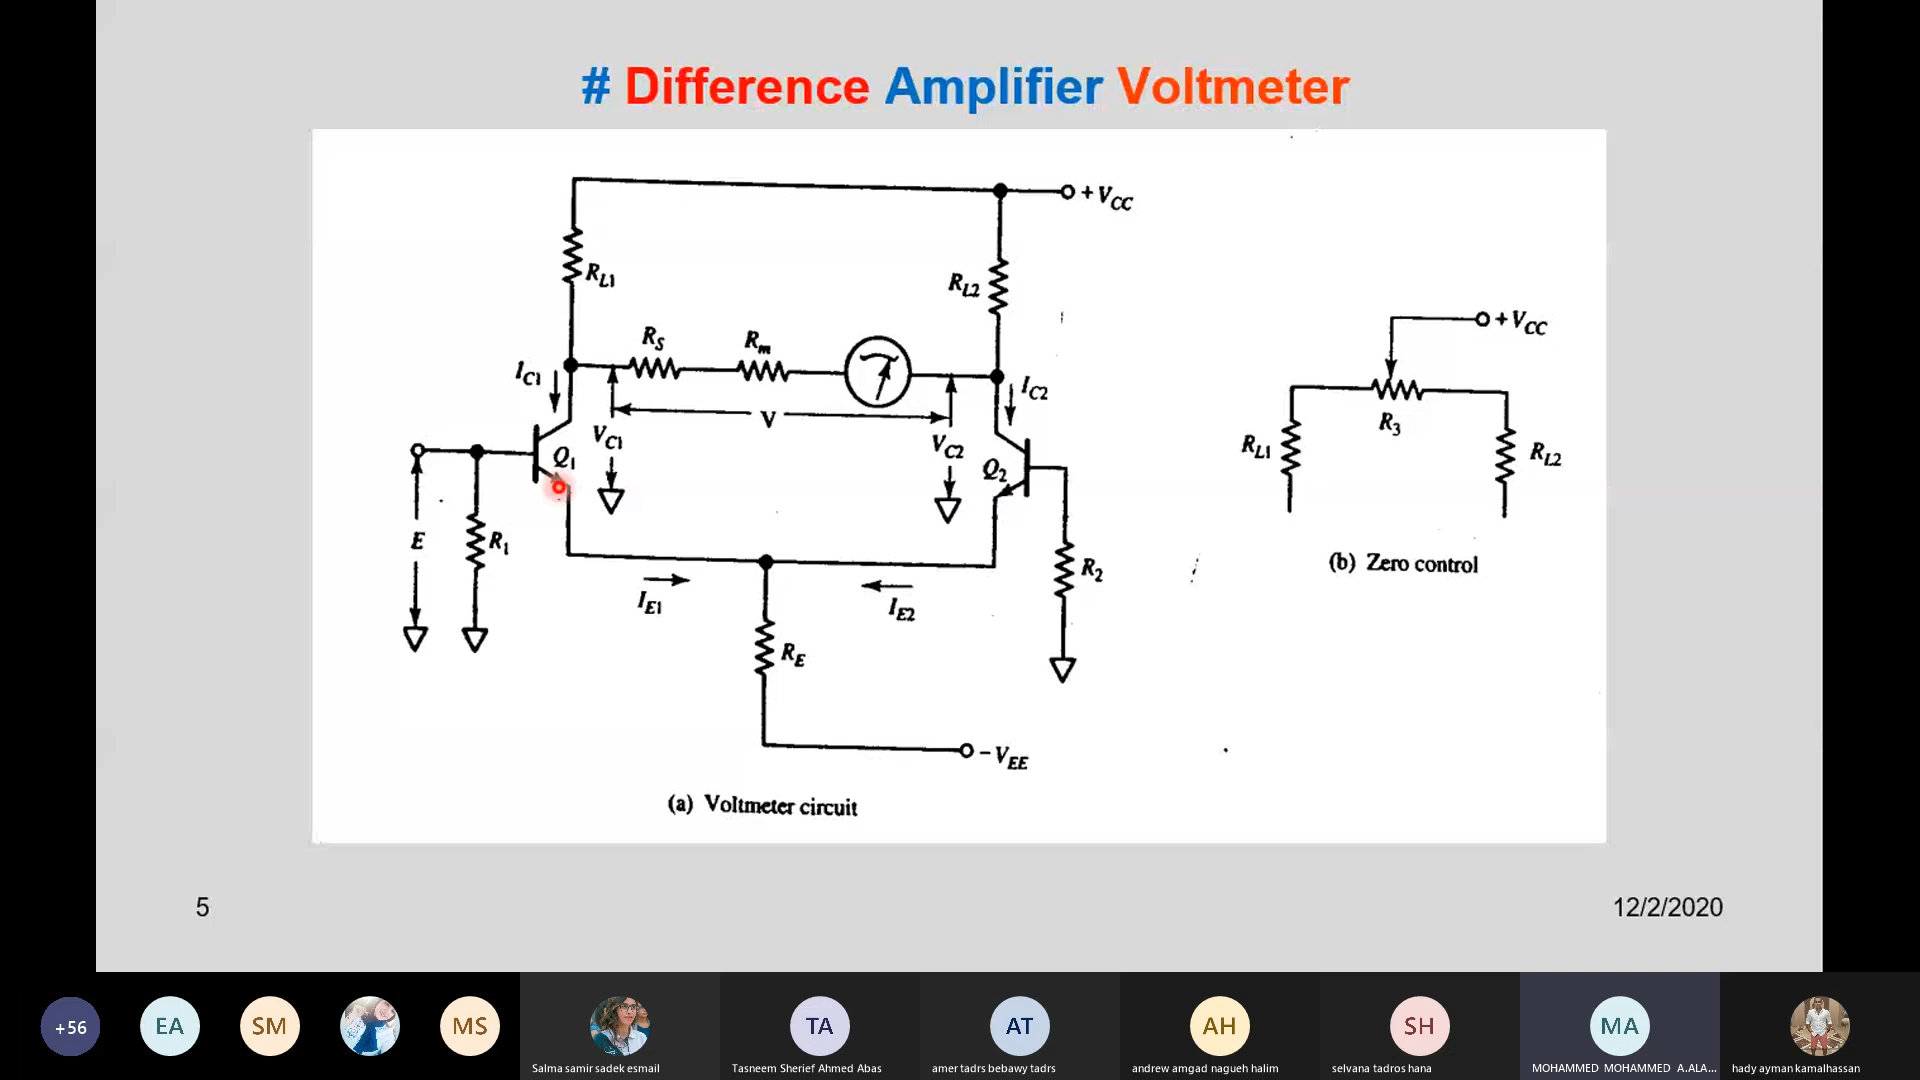 # Difference Amplifier Voltmeter
+VCC
RL1
RL2
RS
Rm
IC1
IC2
V
VC1
VC2
Q1
Q2
E
R1
R2
IE1
IE2
RE
-VEE
(a) Voltmeter circuit
+VCC
R3
RL1
RL2
(b) Zero control
5
12/2/2020
+56
EA
SM
MS
TA
AT
AH
SH
MA
Salma samir sadek esmail
Tasneem Sherief Ahmed Abas
amer tadrs bebawy tadrs
andrew amgad nagueh halim
selvana tadros hana
MOHAMMED MOHAMMED A.ALA...
hady ayman kamalhassan